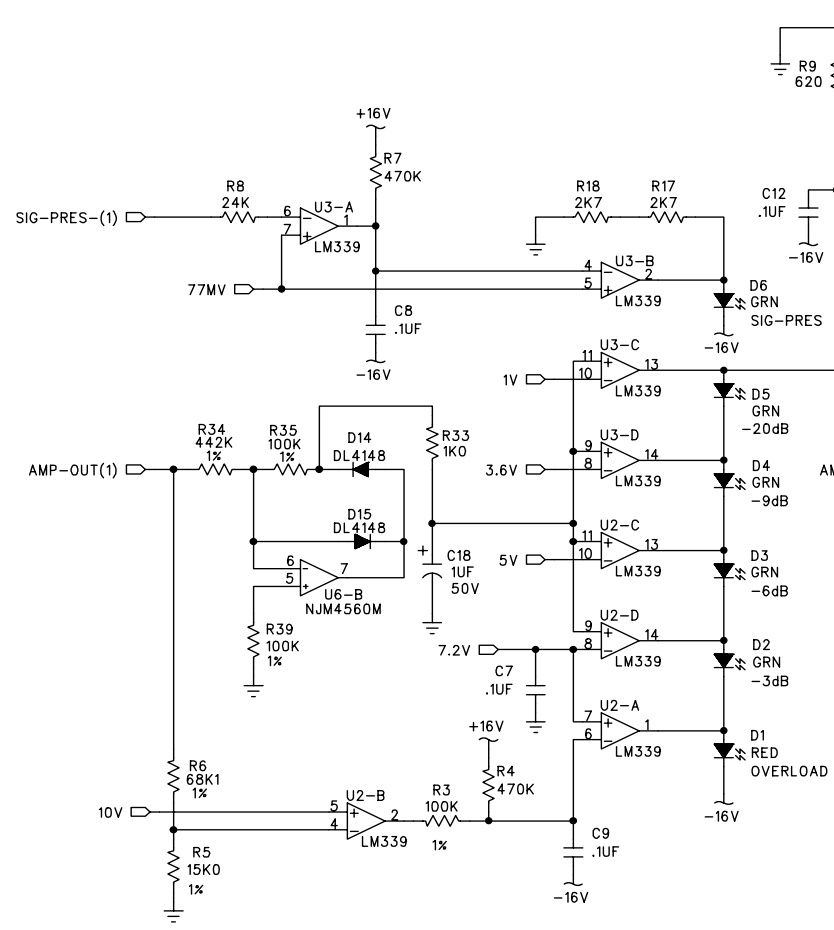 R9
620
+16V
R7
470K
R8
24K
SIG-PRES-(1)
6
7
U3-A
1
LM339
77MV
C8
.1UF
-16V
R18
2K7
R17
2K7
C12
.1UF
-16V
4
5
U3-B
2
LM339
D6
GRN
SIG-PRES
-16V
1V
11
10
U3-C
13
LM339
D5
GRN
-20dB
AMP-OUT(1)
R34
442K
1%
R35
100K
1%
D14
DL4148
R33
1K0
3.6V
9
8
U3-D
14
LM339
D4
GRN
-9dB
AM
D15
DL4148
6
5
7
U6-B
NJM4560M
+
C18
1UF
50V
5V
11
10
U2-C
13
LM339
D3
GRN
-6dB
R39
100K
1%
7.2V
9
8
U2-D
14
LM339
D2
GRN
-3dB
C7
.1UF
7
6
U2-A
1
LM339
D1
RED
OVERLOAD
-16V
+16V
R4
470K
R6
68K1
1%
10V
5
4
U2-B
2
LM339
R3
100K
1%
C9
.1UF
-16V
R5
15K0
1%